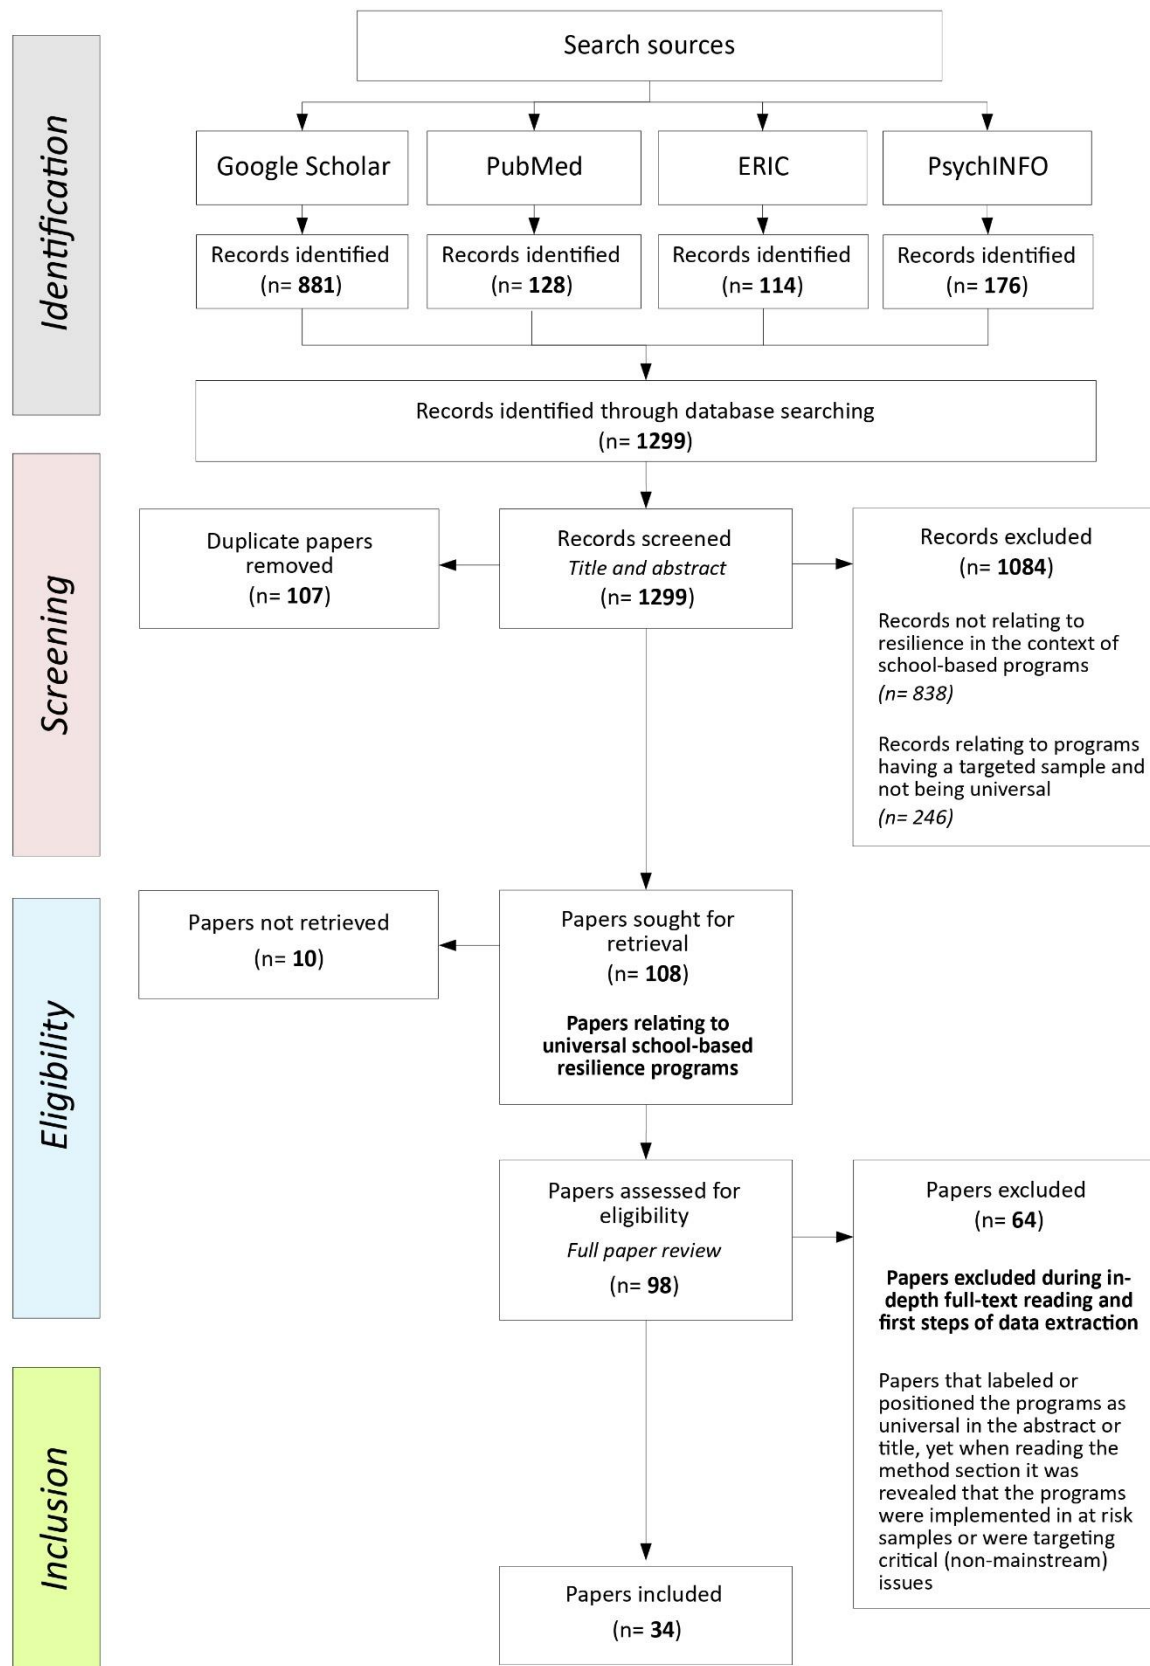 Identification
Search sources
Google Scholar
PubMed
ERIC
PsychINFO
Records identified
(n= 881)
Records identified
(n= 128)
Records identified
(n= 114)
Records identified
(n= 176)
Records identified through database searching
(n= 1299)
Screening
Duplicate papers
removed
(n= 107)
Records screened
Title and abstract
(n= 1299)
Records excluded
(n= 1084)
Records not relating to
resilience in the context of
school-based programs
(n= 838)
Records relating to programs
having a targeted sample and
not being universal
(n= 246)
Eligibility
Papers not retrieved
(n= 10)
Papers sought for
retrieval
(n= 108)
Papers relating to
universal school-based
resilience programs
Papers assessed for
eligibility
Full paper review
(n= 98)
Papers excluded
(n= 64)
Papers excluded during in-
depth full-text reading and
first steps of data extraction
Papers that labeled or
positioned the programs as
universal in the abstract or
title, yet when reading the
method section it was
revealed that the programs
were implemented in at risk
samples or were targeting
critical (non-mainstream)
issues
Inclusion
Papers included
(n= 34)